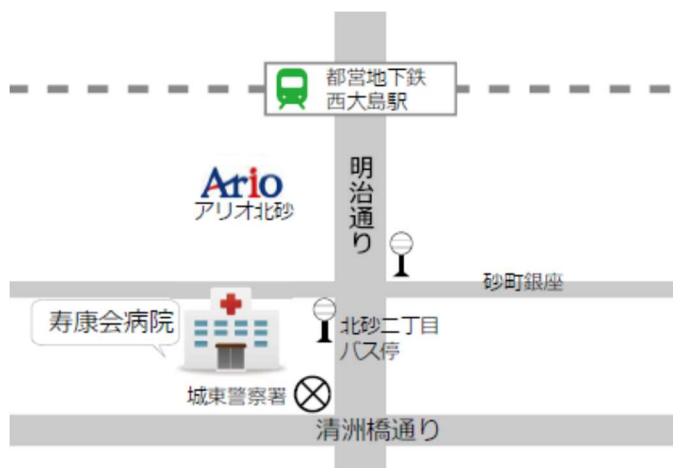 都営地下鉄
西大島駅
Ario
アリオ北砂
明治通り
砂町銀座
寿康会病院
北砂二丁目
バス停
城東警察署
清洲橋通り